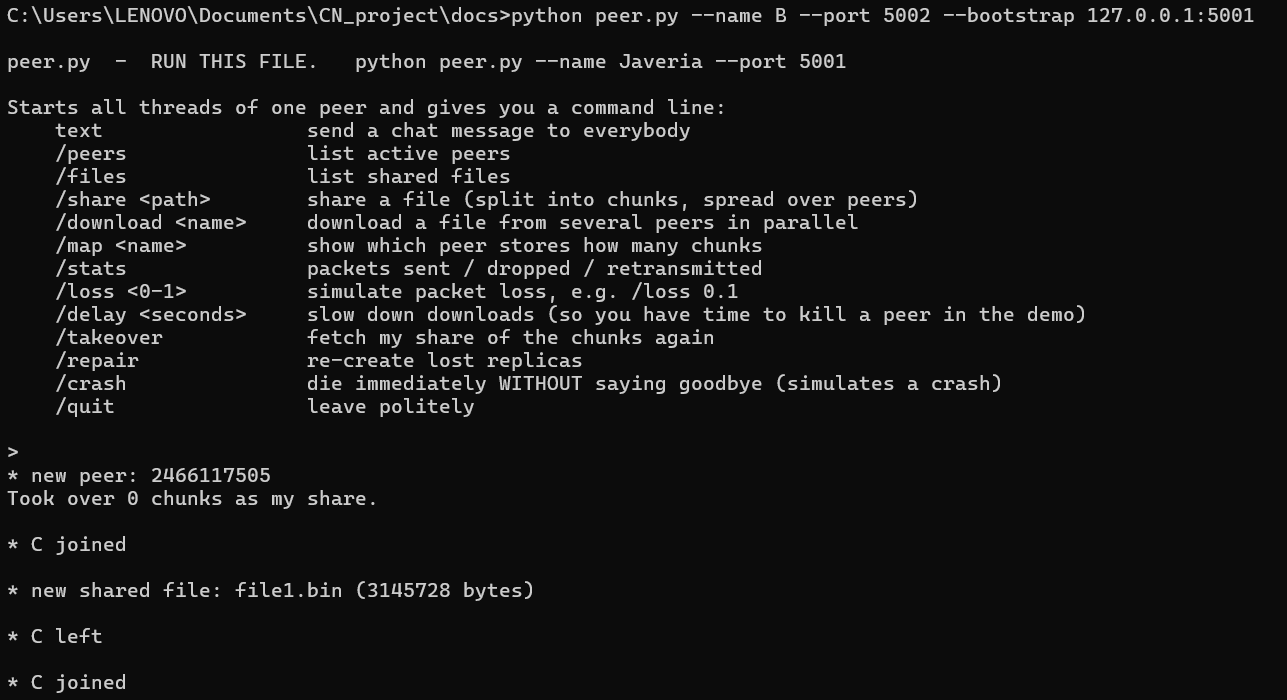 C:\Users\LENOVO\Documents\CN_project\docs>python peer.py --name B --port 5002 --bootstrap 127.0.0.1:5001
peer.py  -  RUN THIS FILE.   python peer.py --name Javeria --port 5001
Starts all threads of one peer and gives you a command line:
    text                 send a chat message to everybody
    /peers               list active peers
    /files               list shared files
    /share <path>        share a file (split into chunks, spread over peers)
    /download <name>     download a file from several peers in parallel
    /map <name>          show which peer stores how many chunks
    /stats               packets sent / dropped / retransmitted
    /loss <0-1>          simulate packet loss, e.g. /loss 0.1
    /delay <seconds>     slow down downloads (so you have time to kill a peer in the demo)
    /takeover            fetch my share of the chunks again
    /repair              re-create lost replicas
    /crash               die immediately WITHOUT saying goodbye (simulates a crash)
    /quit                leave politely
>
* new peer: 2466117505
Took over 0 chunks as my share.
* C joined
* new shared file: file1.bin (3145728 bytes)
* C left
* C joined